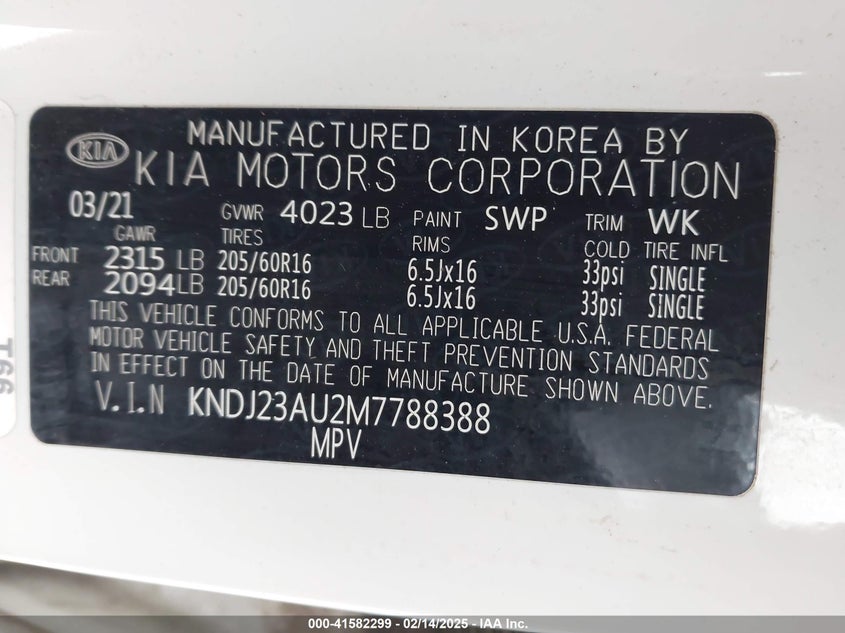 MANUFACTURED IN KOREA BY
KIA KIA MOTORS CORPORATION
03/21 GVWR 4023 LB PAINT SWP TRIM WK
GAWR TIRES RIMS COLD TIRE INFL
FRONT 2315 LB 205/60R16 6.5Jx16 33psi SINGLE
REAR 2094LB 205/60R16 6.5Jx16 33psi SINGLE
THIS VEHICLE CONFORMS TO ALL APPLICABLE U.S.A. FEDERAL
MOTOR VEHICLE SAFETY AND THEFT PREVENTION STANDARDS
IN EFFECT ON THE DATE OF MANUFACTURE SHOWN ABOVE.
V.I.N KNDJ23AU2M7788388
MPV
T66
000-41582299 - 02/14/2025 - IAA Inc.